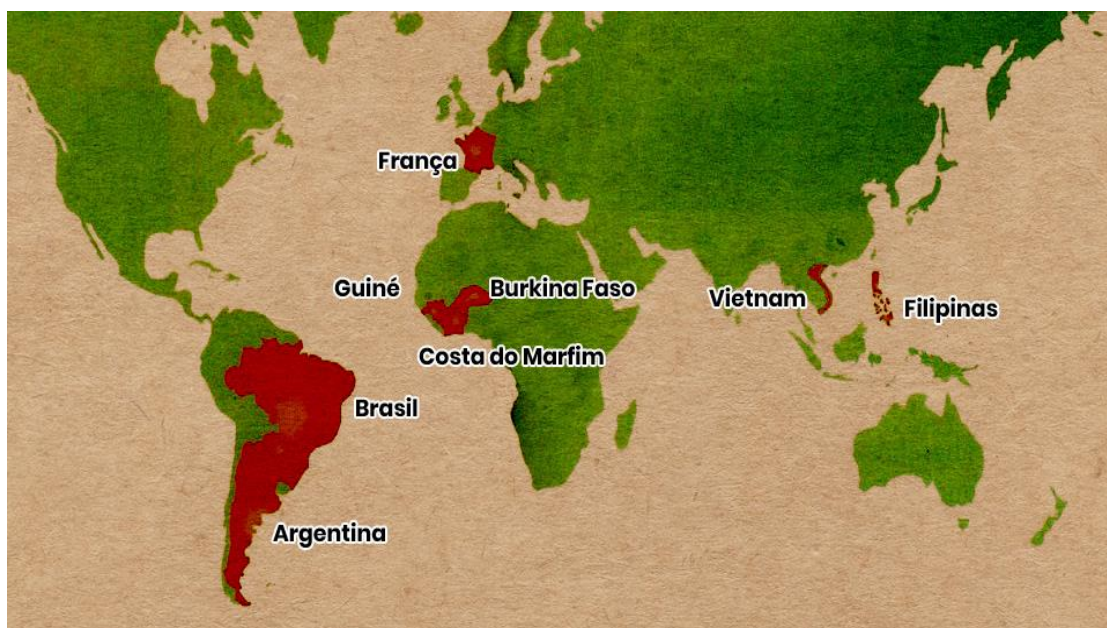 França
Guiné
Burkina Faso
Vietnam
Filipinas
Costa do Marfim
Brasil
Argentina